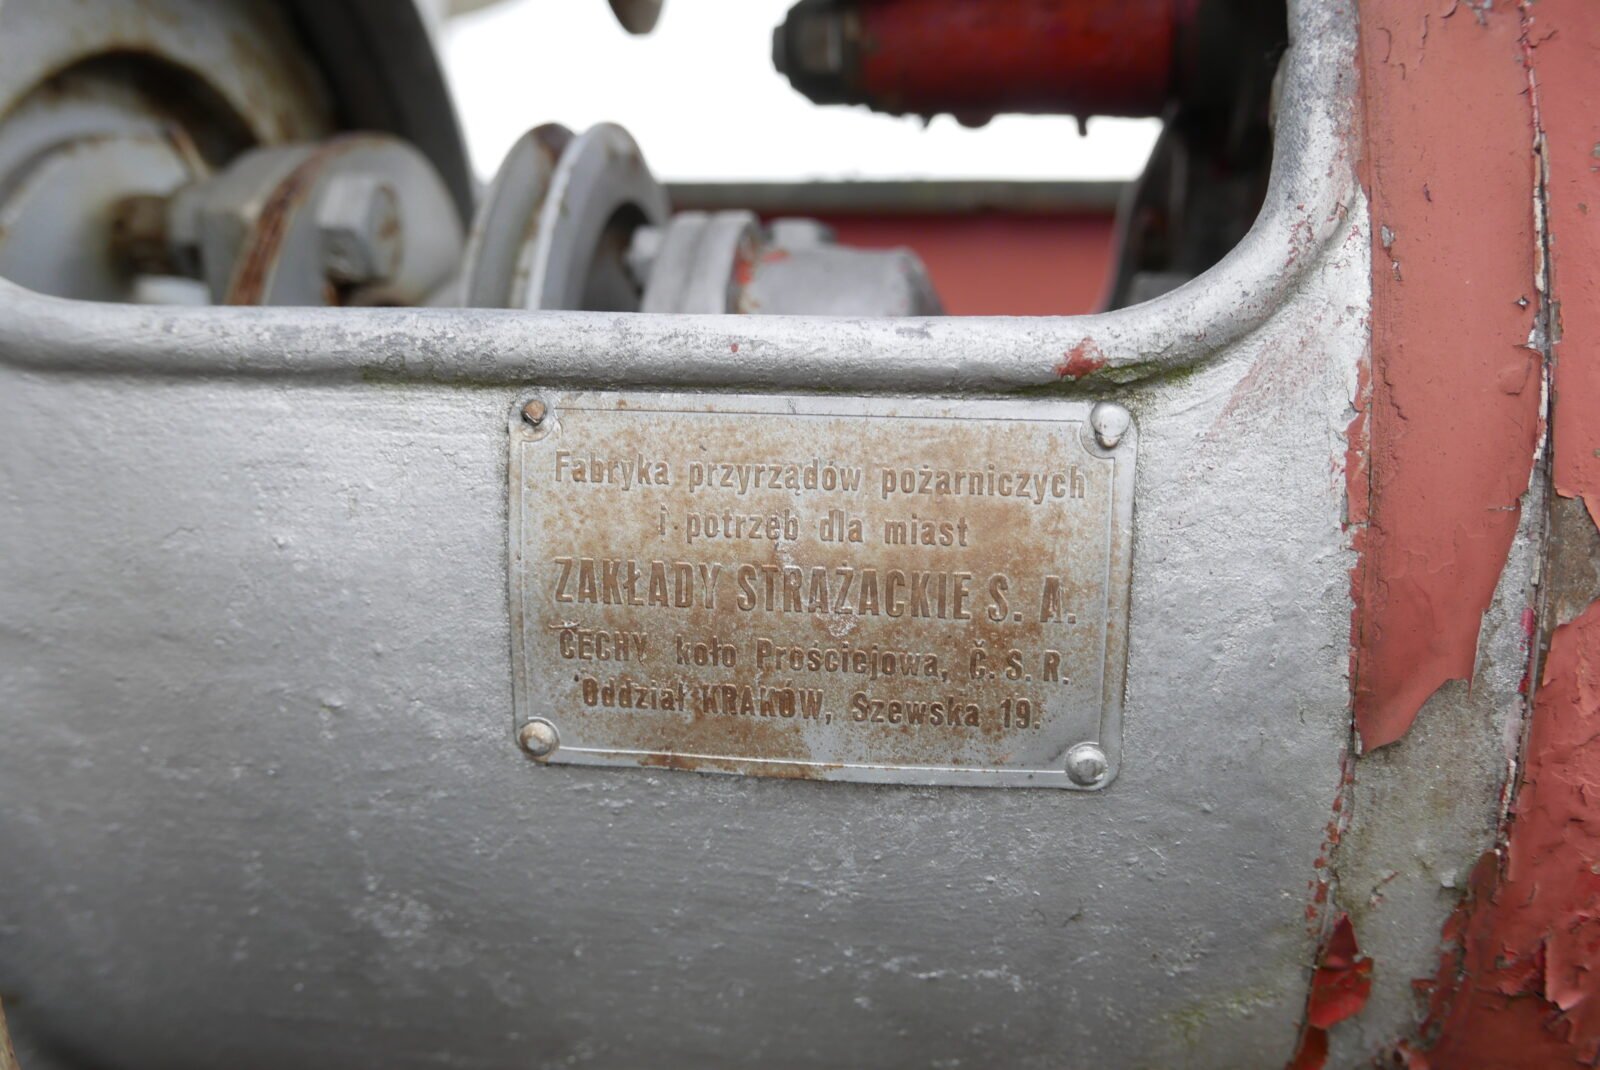 Fabryka przyrządów pożarniczych
i potrzeb dla miast
ZAKŁADY STRAŻACKIE S. A.
ČECHY koło Prościejowa, Č. S. R.
Oddział KRAKÓW, Szewska 19.